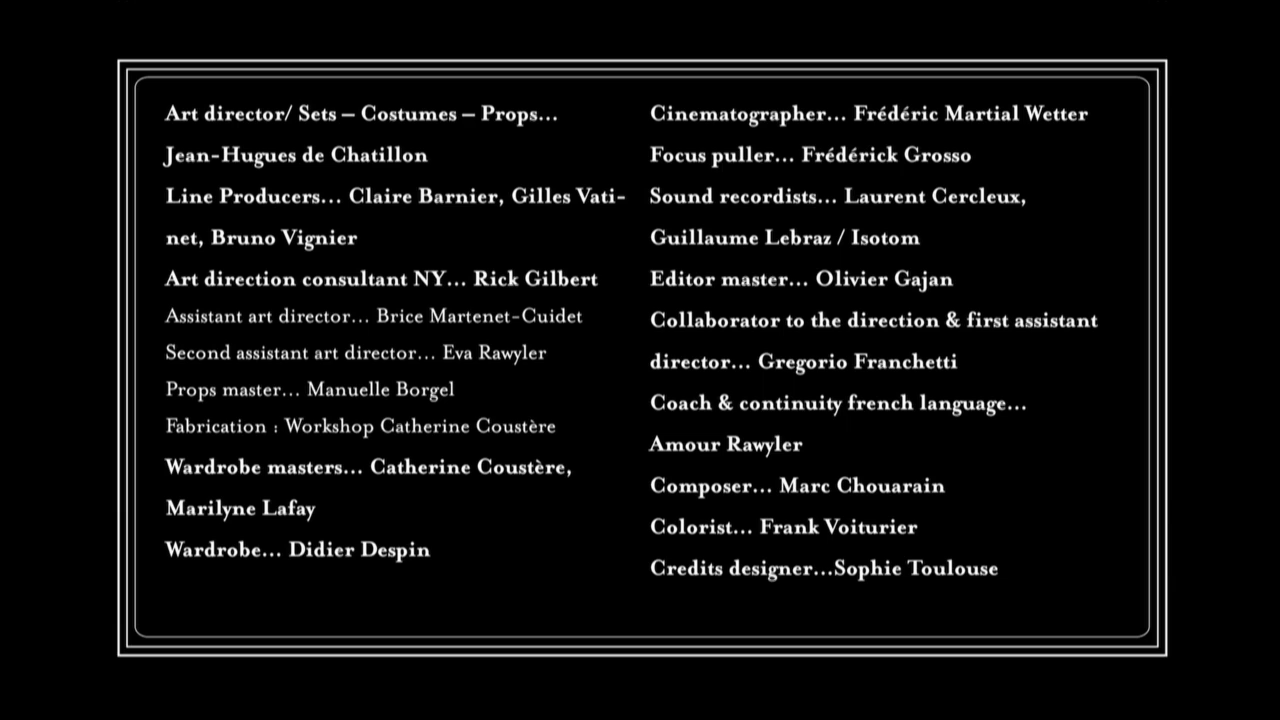 Art director/ Sets – Costumes – Props...
Jean-Hugues de Chatillon
Line Producers... Claire Barnier, Gilles Vati-
net, Bruno Vignier
Art direction consultant NY... Rick Gilbert
Assistant art director... Brice Martenet-Cuidet
Second assistant art director... Eva Rawyler
Props master... Manuelle Borgel
Fabrication : Workshop Catherine Coustère
Wardrobe masters... Catherine Coustère,
Marilyne Lafay
Wardrobe... Didier Despin
Cinematographer... Frédéric Martial Wetter
Focus puller... Frédérick Grosso
Sound recordists... Laurent Cercleux,
Guillaume Lebraz / Isotom
Editor master... Olivier Gajan
Collaborator to the direction & first assistant
director... Gregorio Franchetti
Coach & continuity french language...
Amour Rawyler
Composer... Marc Chouarain
Colorist... Frank Voiturier
Credits designer...Sophie Toulouse